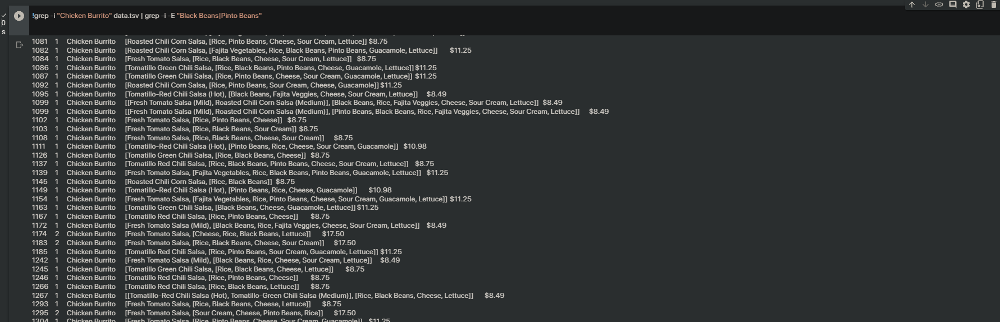 !grep -i "Chicken Burrito" data.tsv | grep -i -E "Black Beans|Pinto Beans"
p
s
1081 1 Chicken Burrito [Roasted Chili Corn Salsa, [Rice, Pinto Beans, Cheese, Sour Cream, Lettuce]] $8.75
1082 1 Chicken Burrito [Roasted Chili Corn Salsa, [Fajita Vegetables, Rice, Black Beans, Pinto Beans, Guacamole, Lettuce]] $11.25
1084 1 Chicken Burrito [Fresh Tomato Salsa, [Rice, Black Beans, Cheese, Sour Cream, Lettuce]] $8.75
1086 1 Chicken Burrito [Tomatillo Green Chili Salsa, [Rice, Black Beans, Pinto Beans, Cheese, Guacamole, Lettuce]] $11.25
1087 1 Chicken Burrito [Tomatillo Green Chili Salsa, [Rice, Pinto Beans, Cheese, Sour Cream, Guacamole, Lettuce]] $11.25
1092 1 Chicken Burrito [Roasted Chili Corn Salsa, [Rice, Pinto Beans, Sour Cream, Cheese, Guacamole]] $11.25
1095 1 Chicken Burrito [Tomatillo-Red Chili Salsa (Hot), [Black Beans, Fajita Veggies, Cheese, Sour Cream, Lettuce]] $8.49
1099 1 Chicken Burrito [[Fresh Tomato Salsa (Mild), Roasted Chili Corn Salsa (Medium)], [Black Beans, Rice, Fajita Veggies, Cheese, Sour Cream, Lettuce]] $8.49
1099 1 Chicken Burrito [[Fresh Tomato Salsa (Mild), Roasted Chili Corn Salsa (Medium)], [Pinto Beans, Black Beans, Rice, Fajita Veggies, Cheese, Sour Cream, Lettuce]] $8.49
1102 1 Chicken Burrito [Fresh Tomato Salsa, [Rice, Pinto Beans, Cheese]] $8.75
1103 1 Chicken Burrito [Fresh Tomato Salsa, [Rice, Black Beans, Sour Cream]] $8.75
1108 1 Chicken Burrito [Fresh Tomato Salsa, [Rice, Black Beans, Cheese, Sour Cream]] $8.75
1111 1 Chicken Burrito [Tomatillo-Red Chili Salsa (Hot), [Pinto Beans, Rice, Cheese, Sour Cream, Guacamole]] $10.98
1126 1 Chicken Burrito [Tomatillo Green Chili Salsa, [Rice, Black Beans, Cheese]] $8.75
1137 1 Chicken Burrito [Tomatillo Red Chili Salsa, [Rice, Black Beans, Pinto Beans, Cheese, Sour Cream, Lettuce]] $8.75
1139 1 Chicken Burrito [Fresh Tomato Salsa, [Fajita Vegetables, Rice, Black Beans, Pinto Beans, Guacamole, Lettuce]] $11.25
1145 1 Chicken Burrito [Roasted Chili Corn Salsa, [Rice, Black Beans]] $8.75
1149 1 Chicken Burrito [Tomatillo-Red Chili Salsa (Hot), [Pinto Beans, Rice, Cheese, Guacamole]] $10.98
1154 1 Chicken Burrito [Fresh Tomato Salsa, [Fajita Vegetables, Rice, Pinto Beans, Cheese, Sour Cream, Guacamole, Lettuce]] $11.25
1163 1 Chicken Burrito [Tomatillo Green Chili Salsa, [Black Beans, Cheese, Guacamole, Lettuce]] $11.25
1167 1 Chicken Burrito [Tomatillo Red Chili Salsa, [Rice, Pinto Beans, Cheese]] $8.75
1172 1 Chicken Burrito [Fresh Tomato Salsa (Mild), [Black Beans, Rice, Fajita Veggies, Cheese, Sour Cream, Lettuce]] $8.49
1174 2 Chicken Burrito [Fresh Tomato Salsa, [Cheese, Rice, Black Beans, Lettuce]] $17.50
1183 2 Chicken Burrito [Fresh Tomato Salsa, [Rice, Black Beans, Cheese, Sour Cream]] $17.50
1185 1 Chicken Burrito [Tomatillo Red Chili Salsa, [Rice, Pinto Beans, Sour Cream, Guacamole, Lettuce]] $11.25
1242 1 Chicken Burrito [Fresh Tomato Salsa (Mild), [Black Beans, Rice, Cheese, Sour Cream, Lettuce]] $8.49
1245 1 Chicken Burrito [Tomatillo Green Chili Salsa, [Rice, Black Beans, Cheese, Lettuce]] $8.75
1246 1 Chicken Burrito [Tomatillo Red Chili Salsa, [Rice, Pinto Beans, Cheese]] $8.75
1266 1 Chicken Burrito [Tomatillo Red Chili Salsa, [Rice, Black Beans, Lettuce]] $8.75
1267 1 Chicken Burrito [[Tomatillo-Red Chili Salsa (Hot), Tomatillo-Green Chili Salsa (Medium)], [Rice, Black Beans, Cheese, Lettuce]] $8.49
1293 1 Chicken Burrito [Fresh Tomato Salsa, [Rice, Black Beans, Cheese, Lettuce]] $8.75
1295 2 Chicken Burrito [Fresh Tomato Salsa, [Sour Cream, Cheese, Pinto Beans, Rice]] $17.50
1304 1 Chicken Burrito [Fresh Tomato Salsa, [Rice, Pinto Beans, Cheese, Sour Cream, Guacamole]] $11.25